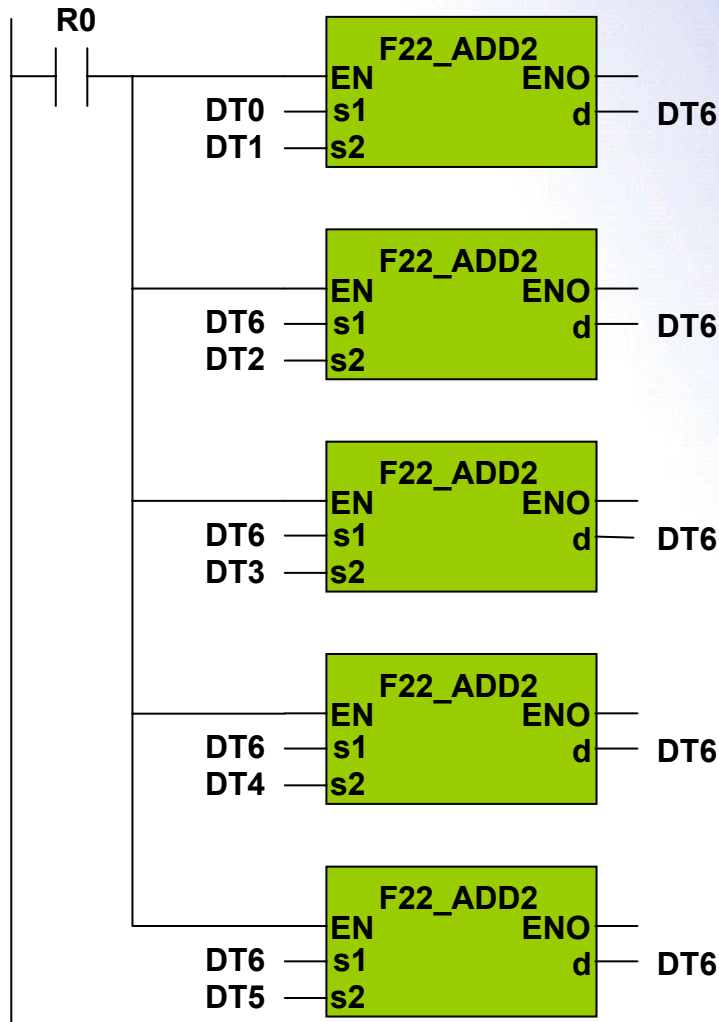 R0
F22_ADD2
EN ENO
DT0 s1 d DT6
DT1 s2
F22_ADD2
EN ENO
DT6 s1 d DT6
DT2 s2
F22_ADD2
EN ENO
DT6 s1 d DT6
DT3 s2
F22_ADD2
EN ENO
DT6 s1 d DT6
DT4 s2
F22_ADD2
EN ENO
DT6 s1 d DT6
DT5 s2